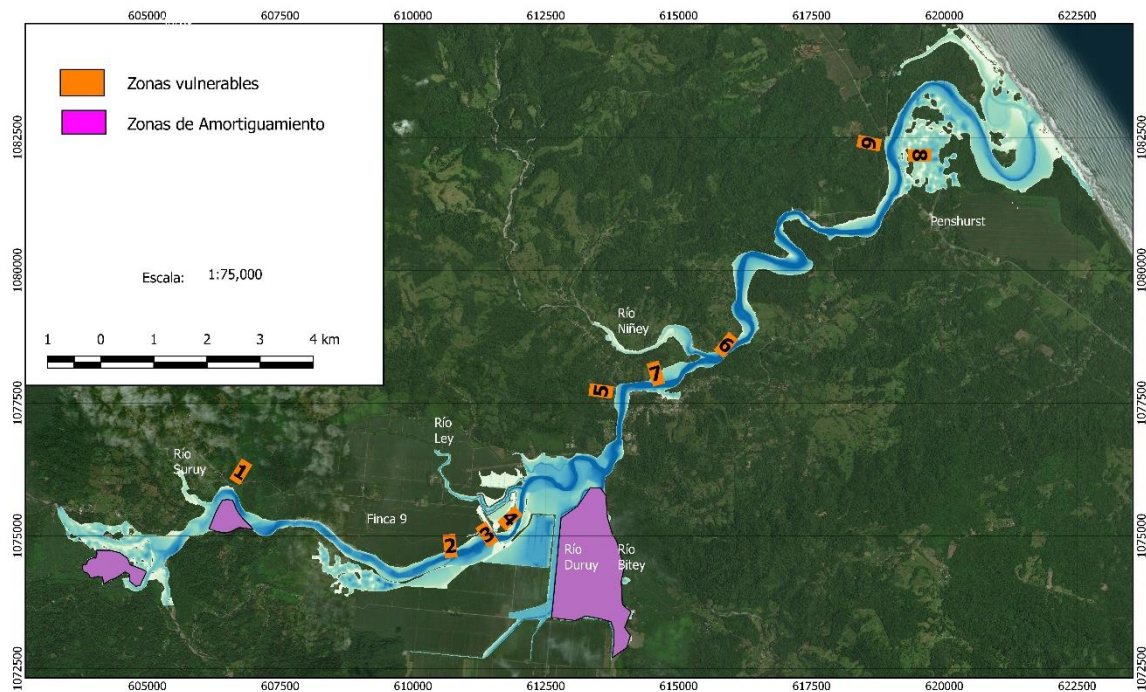 605000 607500 610000 612500 615000 617500 620000 622500
Zonas vulnerables
Zonas de Amortiguamiento
Escala: 1:75,000
1 0 1 2 3 4 km
1082500
1082500
1080000
1080000
1077500
1077500
1075000
1075000
1072500
1072500
9
8
Penshurst
Río
Niñey
6
7
5
Río
Ley
Río
Suruy
1
Finca 9
2
3
4
Río
Duruy
Río
Bitey
605000 607500 610000 612500 615000 617500 620000 622500